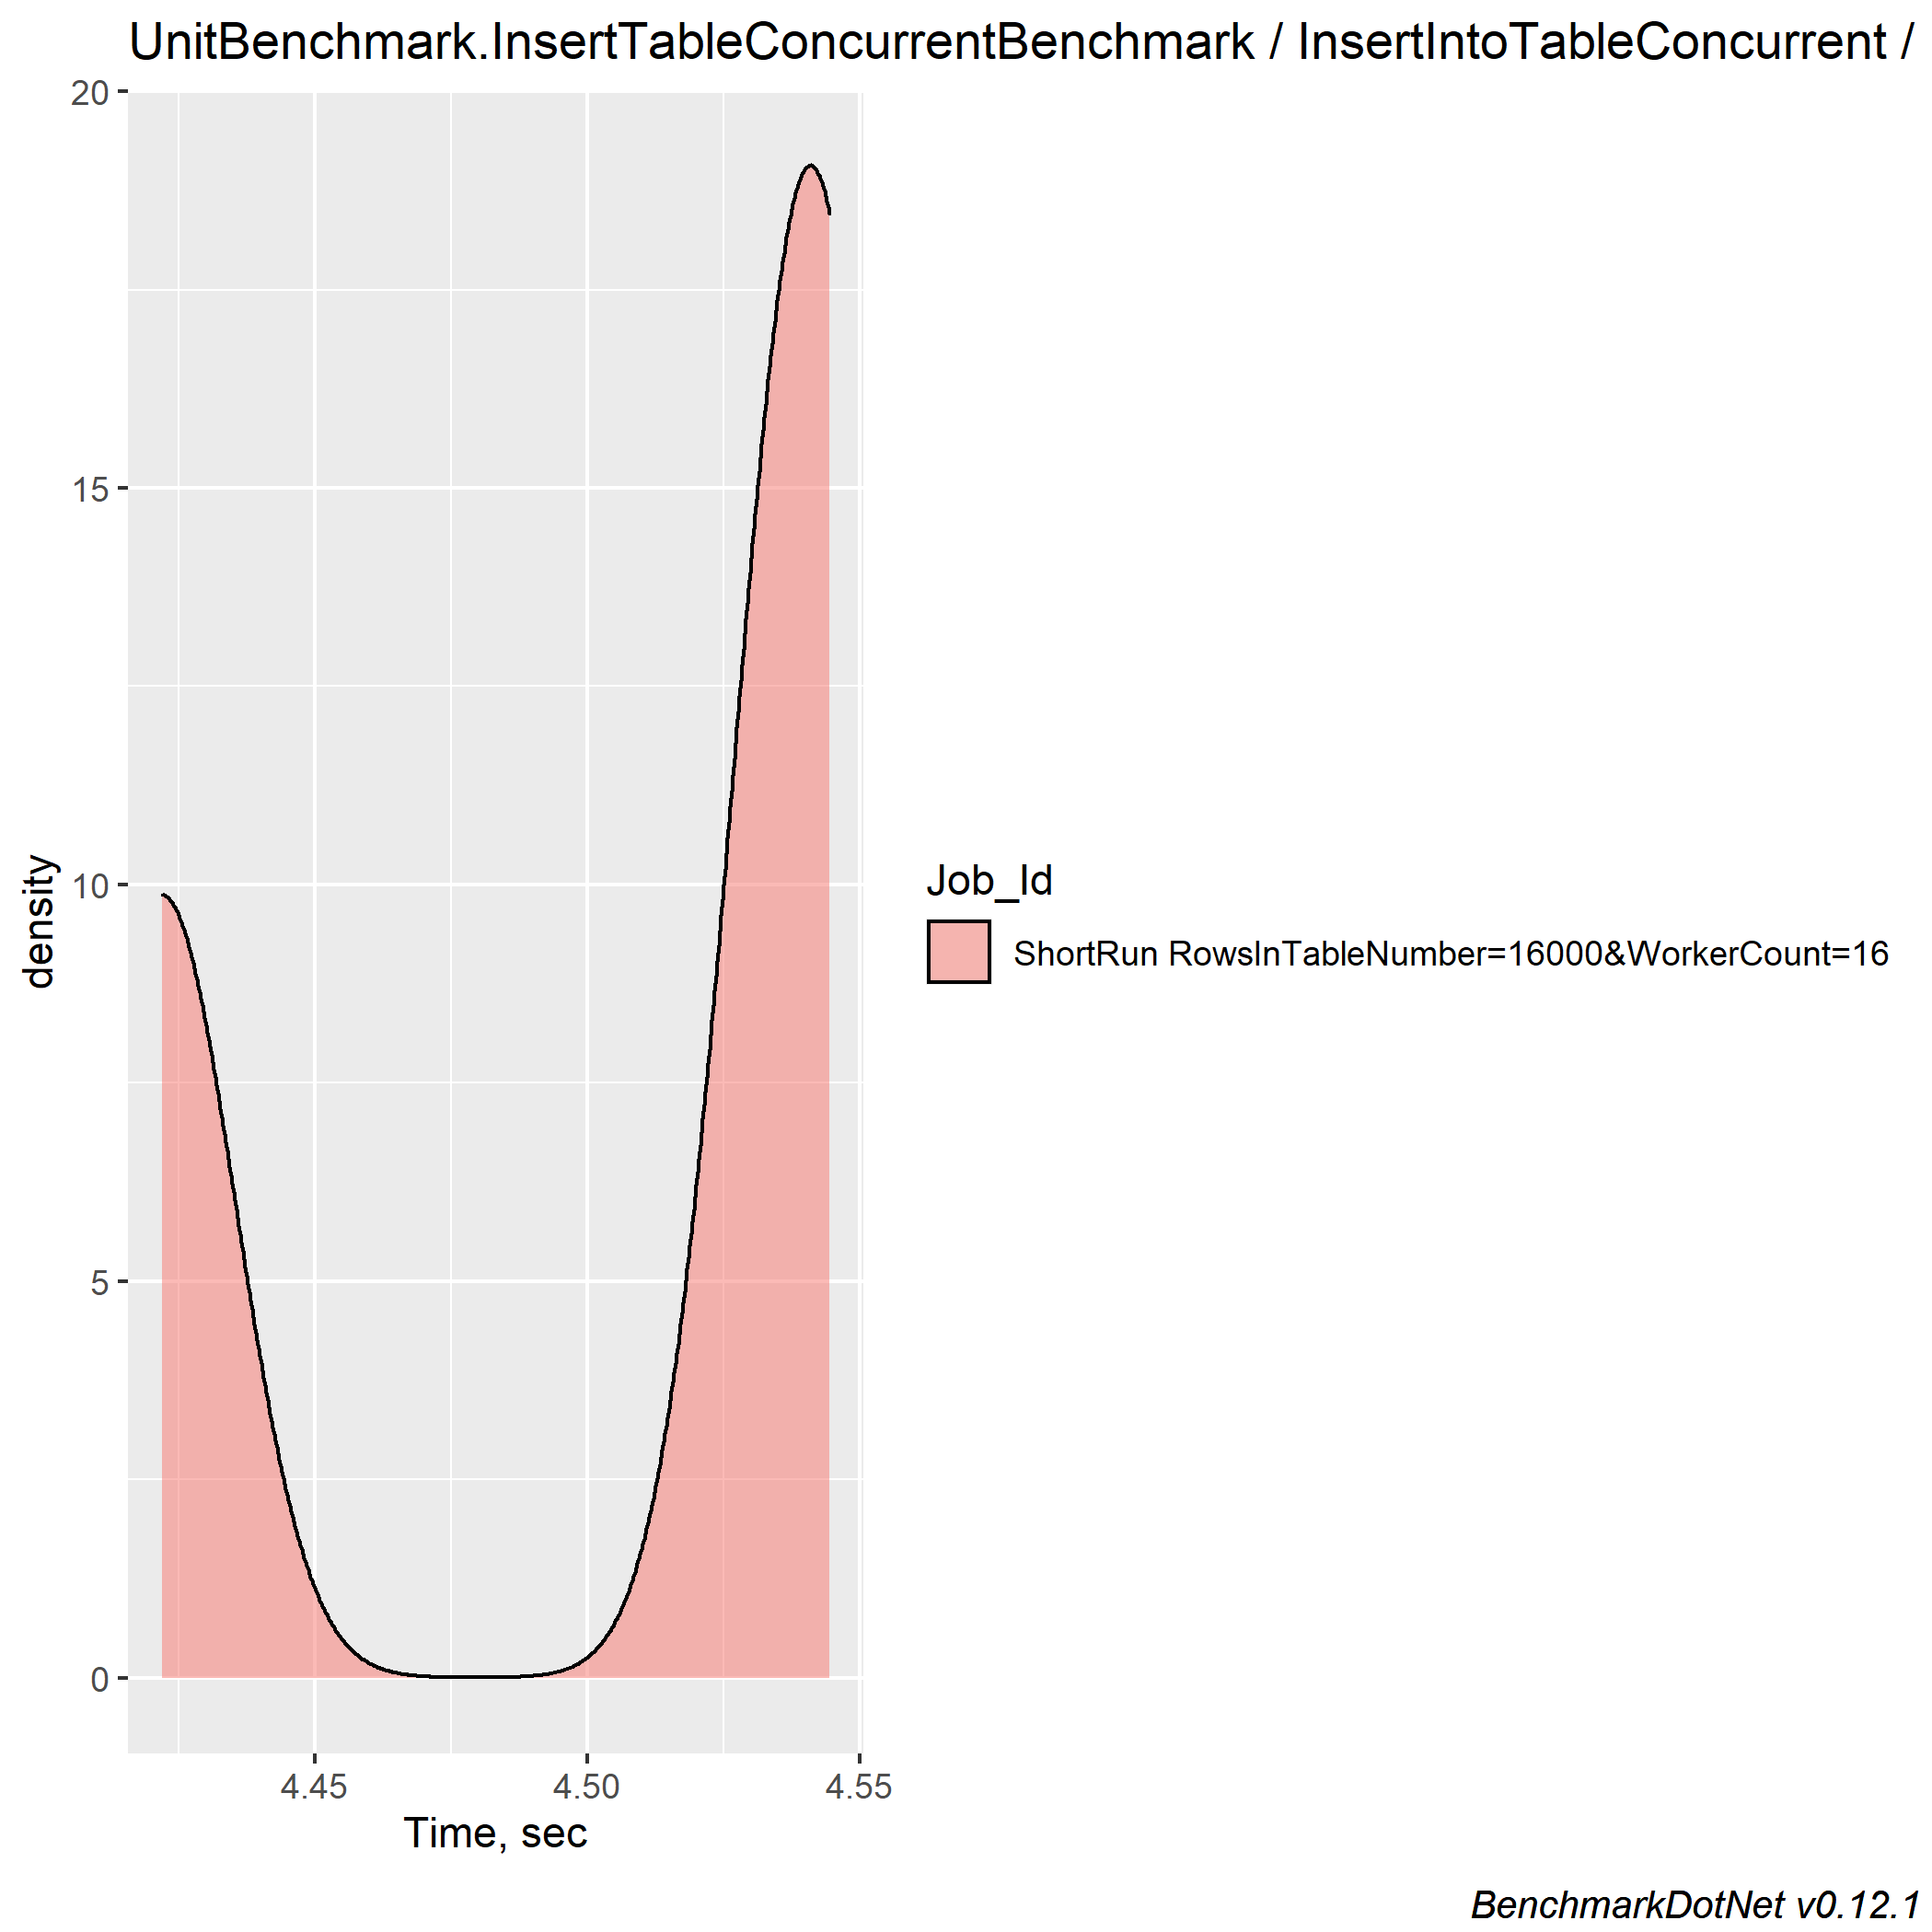 UnitBenchmark.InsertTableConcurrentBenchmark / InsertIntoTableConcurrent /
20
15
10
5
0
density
4.45 4.50 4.55
Time, sec
Job_Id
ShortRun RowsInTableNumber=16000&WorkerCount=16
BenchmarkDotNet v0.12.1